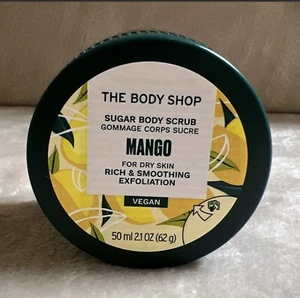 THE BODY SHOP
SUGAR BODY SCRUB
GOMMAGE CORPS SUCRE
MANGO
FOR DRY SKIN
RICH & SMOOTHING
EXFOLIATION
VEGAN
50 ml 2.1 OZ (62 g)